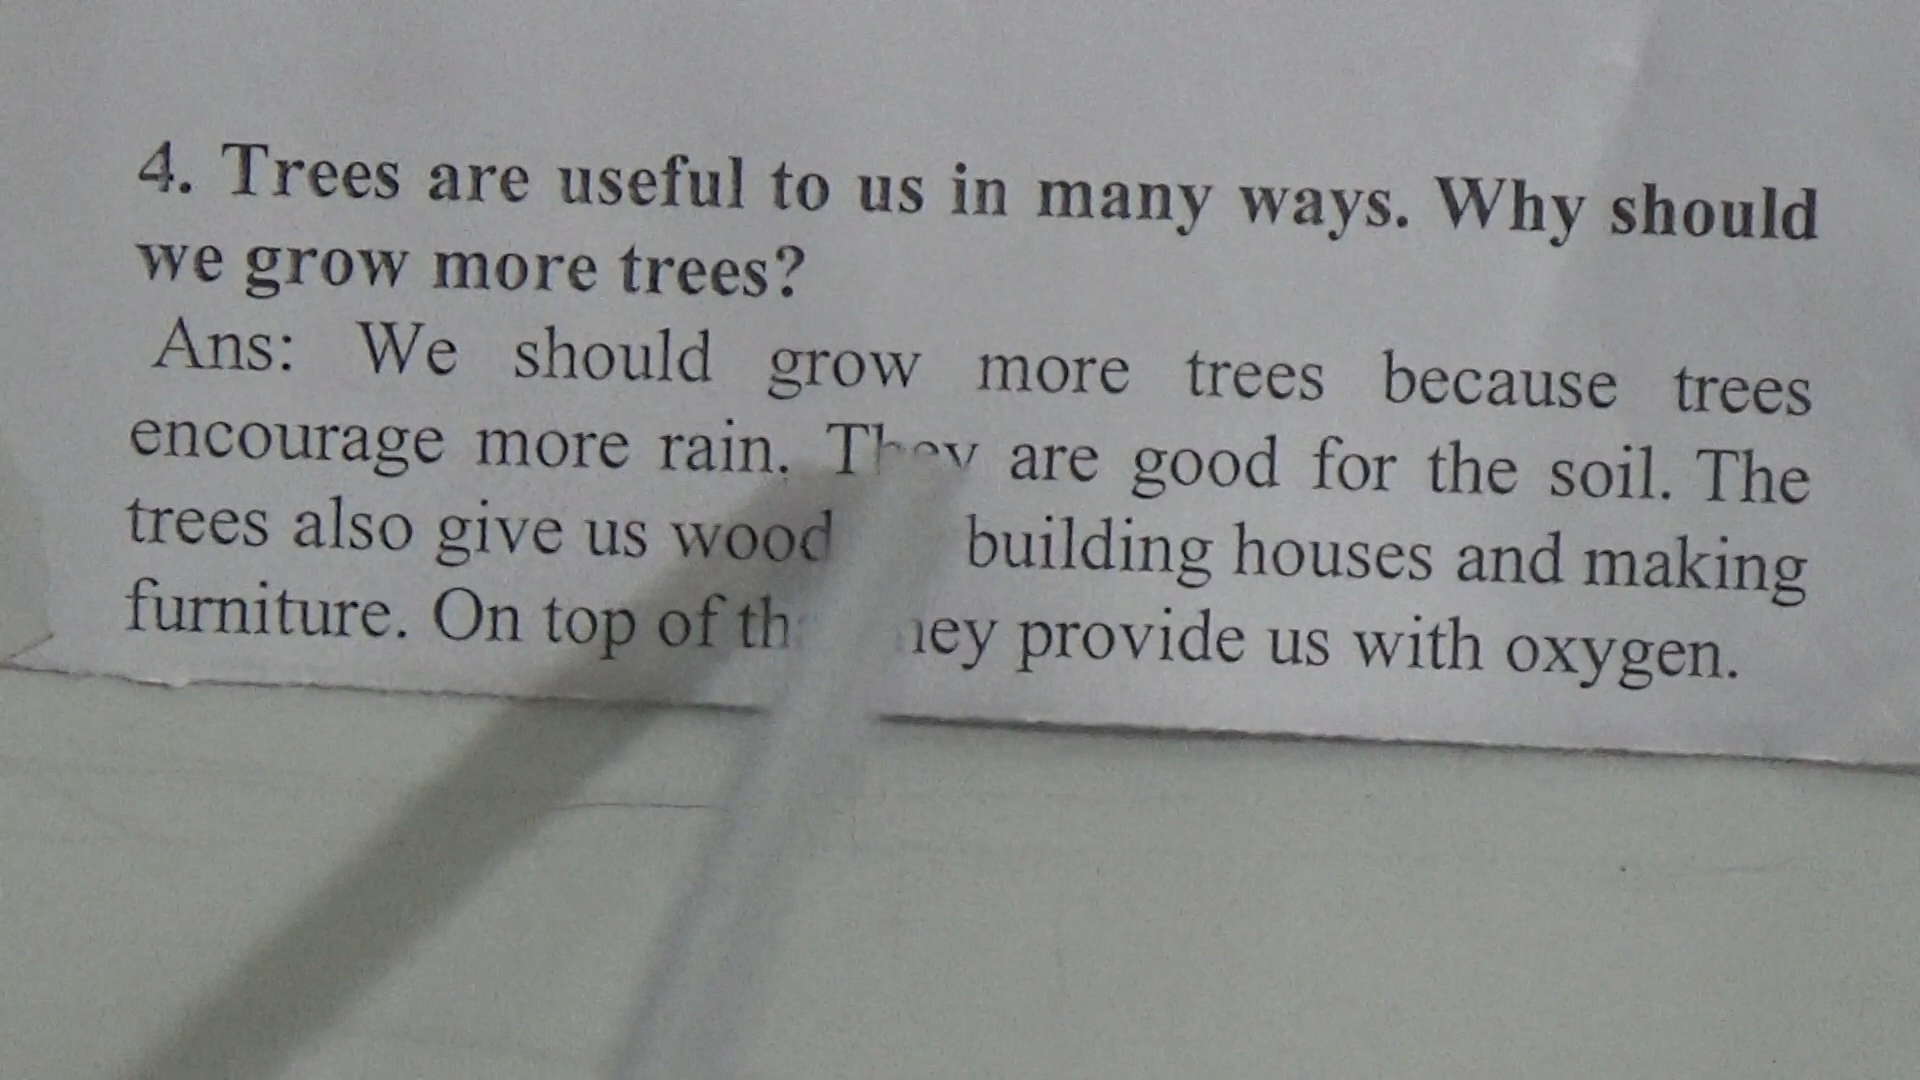 4. Trees are useful to us in many ways. Why should
we grow more trees?
Ans: We should grow more trees because trees
encourage more rain. They are good for the soil. The
trees also give us wood building houses and making
furniture. On top of provide us with oxygen.